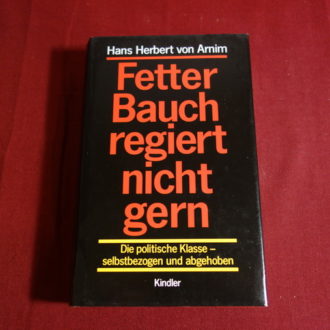 Hans Herbert von Arnim
Fetter
Bauch
regiert
nicht
gern
Die politische Klasse –
selbstbezogen und abgehoben
Kindler